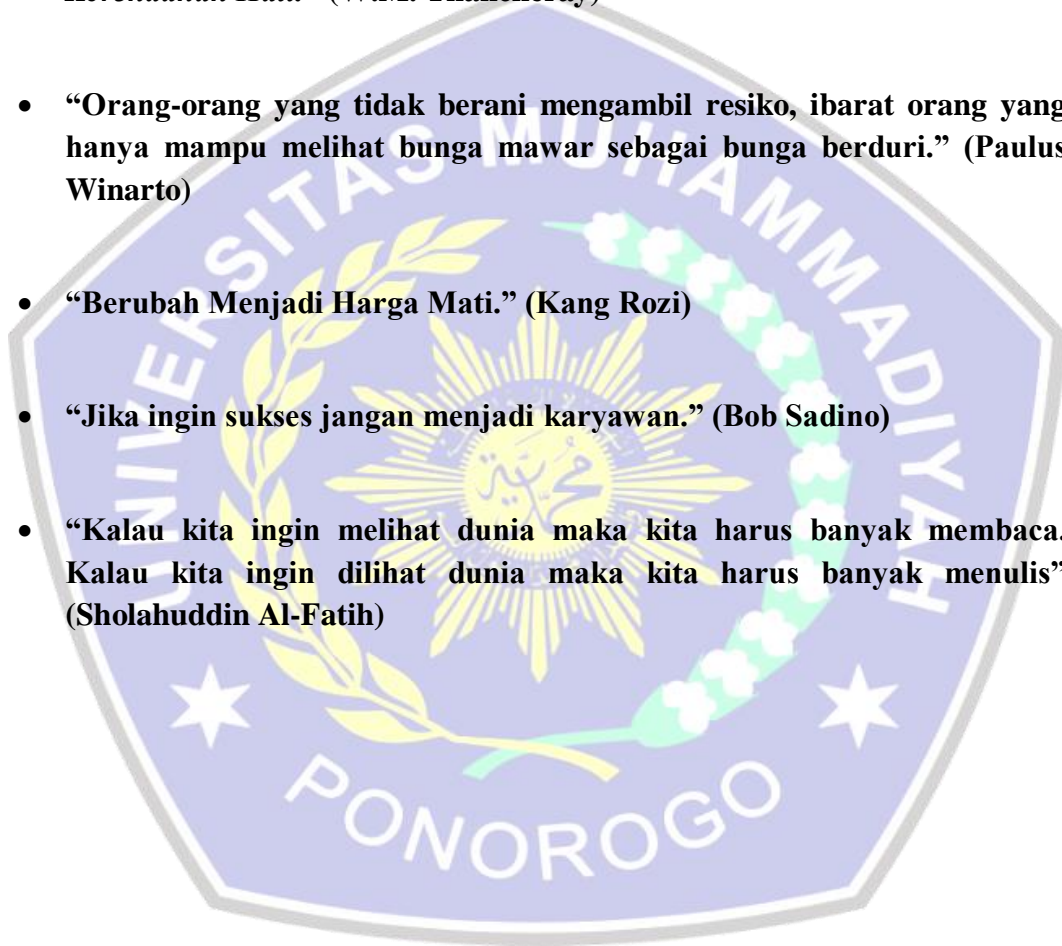 • “Orang-orang yang tidak berani mengambil resiko, ibarat orang yang
hanya mampu melihat bunga mawar sebagai bunga berduri.” (Paulus
Winarto)
• “Berubah Menjadi Harga Mati.” (Kang Rozi)
• “Jika ingin sukses jangan menjadi karyawan.” (Bob Sadino)
• “Kalau kita ingin melihat dunia maka kita harus banyak membaca.
Kalau kita ingin dilihat dunia maka kita harus banyak menulis”
(Sholahuddin Al-Fatih)
UNIVERSITAS MUHAMMADIYAH
PONOROGO